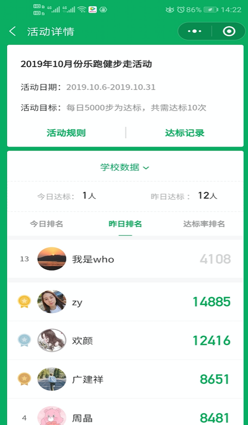 86% 14:22
活动详情
2019年10月份乐跑健步走活动
活动日期: 2019.10.6-2019.10.31
活动目标: 每日5000步为达标，共需达标10次
活动规则 达标记录
学校数据
今日达标: 1人 昨日达标: 12人
今日排名 昨日排名 达标率排名
13 我是who 4108
zy 14885
欢颜 12416
广建祥 8651
4 周晶 8481